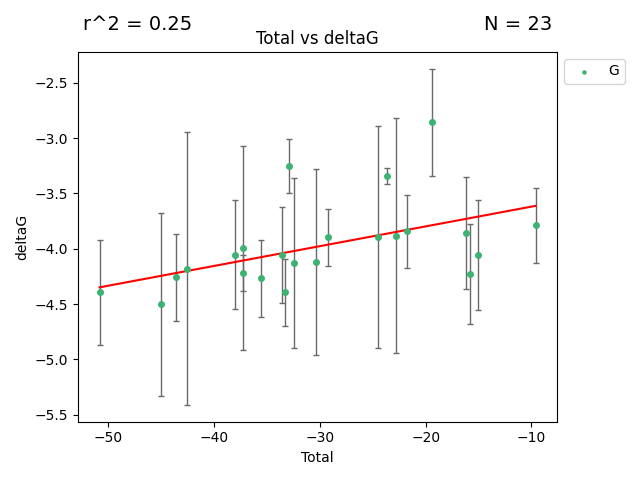 r^2 = 0.25
N = 23
Total vs deltaG
G
deltaG
−2.5
−3.0
−3.5
−4.0
−4.5
−5.0
−5.5
−50 −40 −30 −20 −10
Total